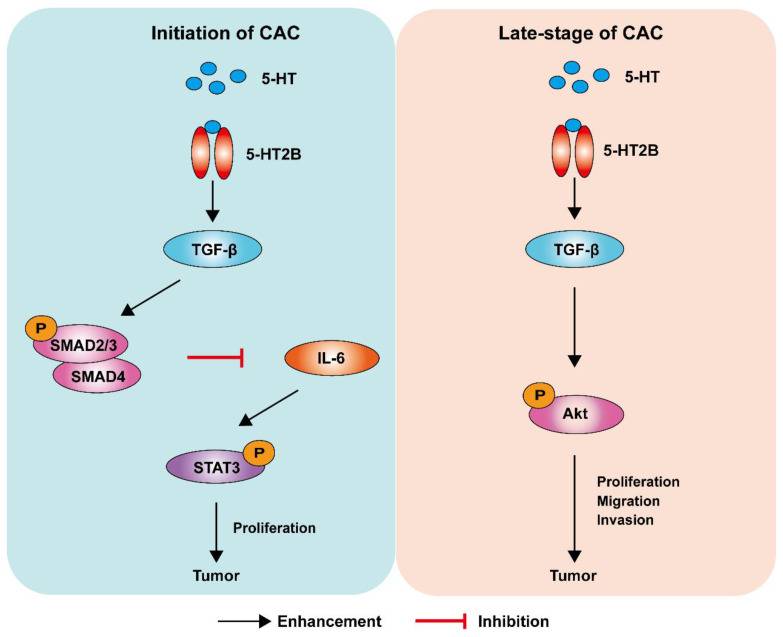 Initiation of CAC
5-HT
5-HT2B
TGF-β
P
SMAD2/3
SMAD4
IL-6
P
STAT3
Proliferation
Tumor
Late-stage of CAC
5-HT
5-HT2B
TGF-β
P
Akt
Proliferation
Migration
Invasion
Tumor
Enhancement
Inhibition